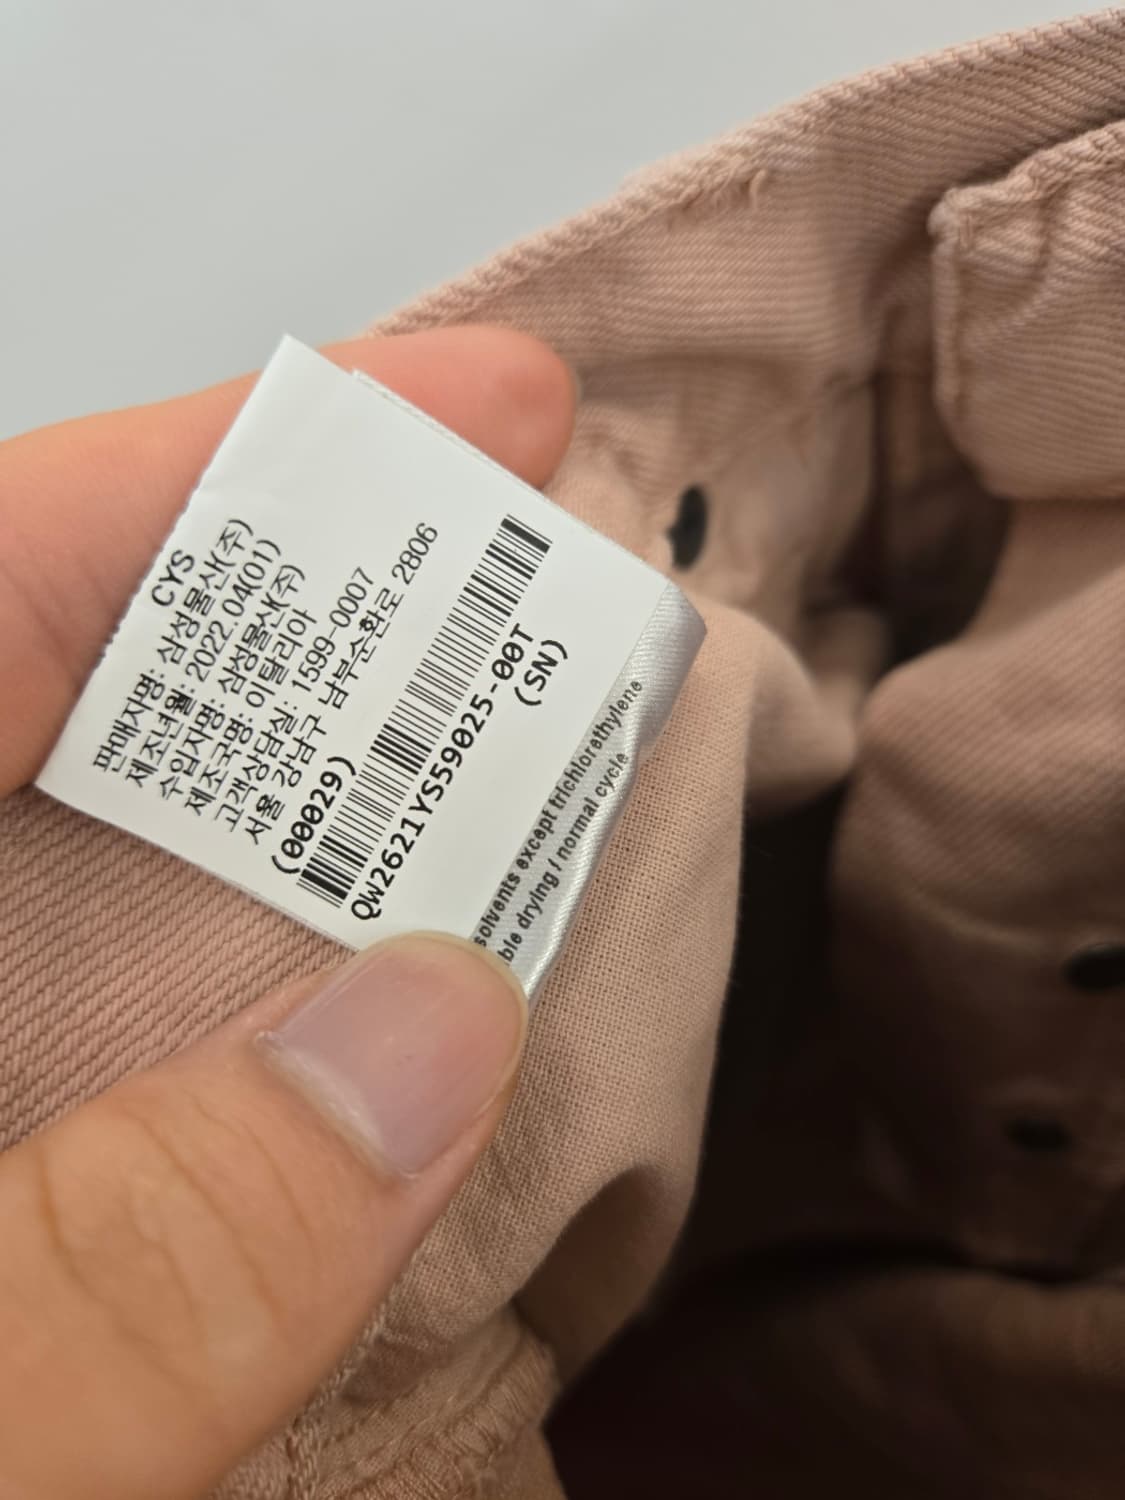 CYS
판매자명: 삼성물산(주)
제조년월: 2022.04(01)
수입자명: 삼성물산(주)
제조국명: 이탈리아
고객상담실: 1599-0007
서울 강남구 남부순환로 2806
(00029)
QW2621YS59025-00T
(SN)
solvents except trichlorethylene
ble drying / normal cycle